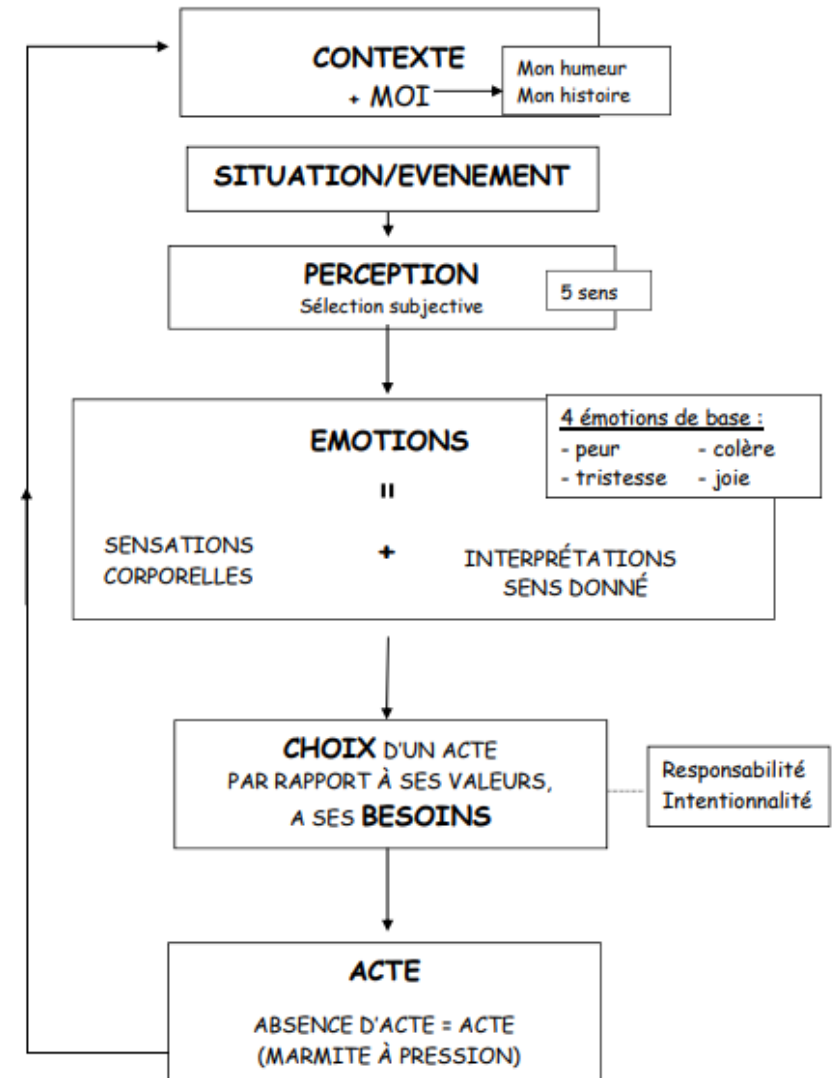 CONTEXTE
+ MOI
Mon humeur
Mon histoire
SITUATION/EVENEMENT
PERCEPTION
Sélection subjective
5 sens
EMOTIONS
4 émotions de base :
- peur - colère
- tristesse - joie
=
SENSATIONS
CORPORELLES
+
INTERPRÉTATIONS
SENS DONNÉ
CHOIX D'UN ACTE
PAR RAPPORT À SES VALEURS,
A SES BESOINS
Responsabilité
Intentionnalité
ACTE
ABSENCE D'ACTE = ACTE
(MARMITE À PRESSION)